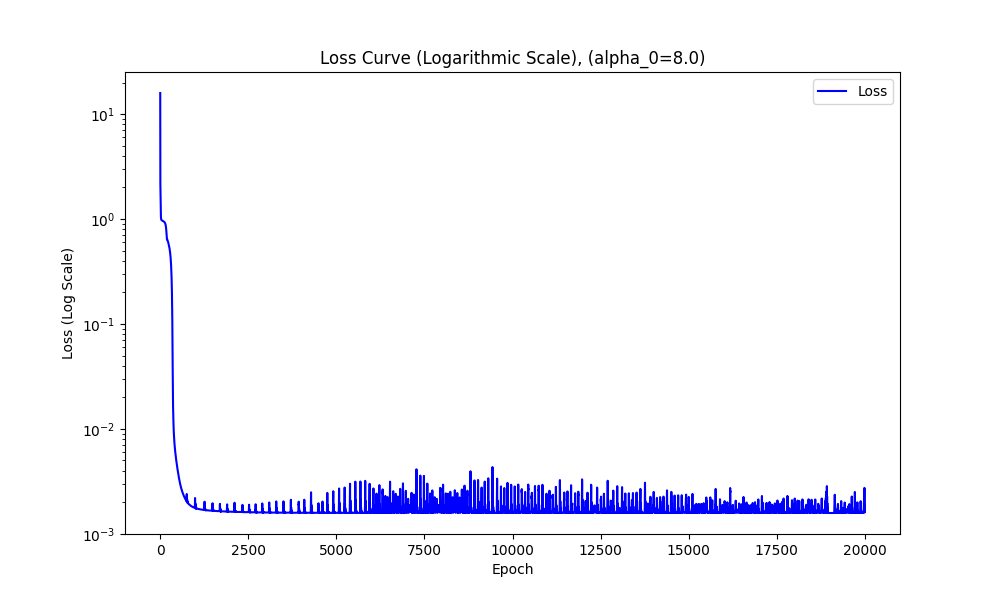 Loss Curve (Logarithmic Scale), (alpha_0=8.0)
Loss
Loss (Log Scale)
10¹
10⁰
10⁻¹
10⁻²
10⁻³
0 2500 5000 7500 10000 12500 15000 17500 20000
Epoch